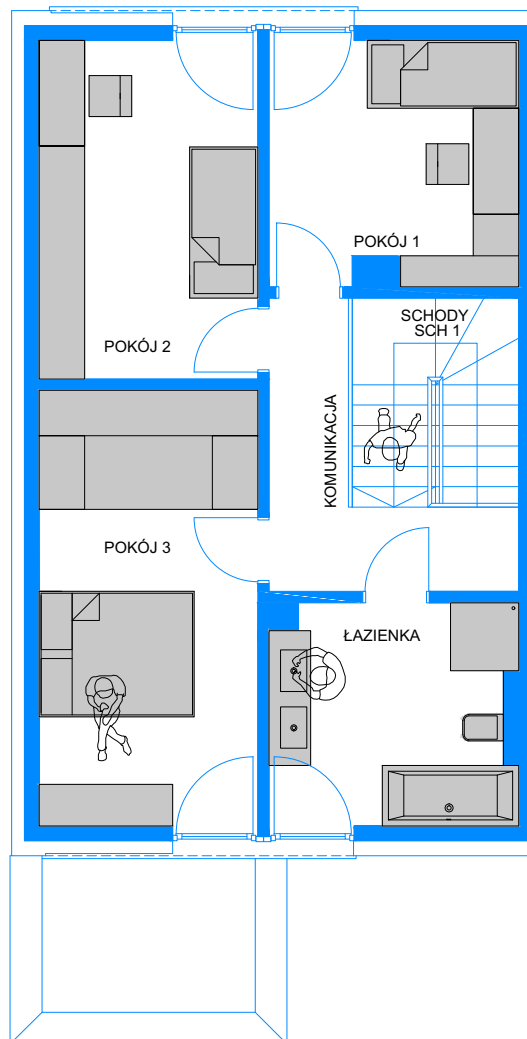 POKÓJ 1
SCHODY
SCH 1
POKÓJ 2
KOMUNIKACJA
POKÓJ 3
ŁAZIENKA